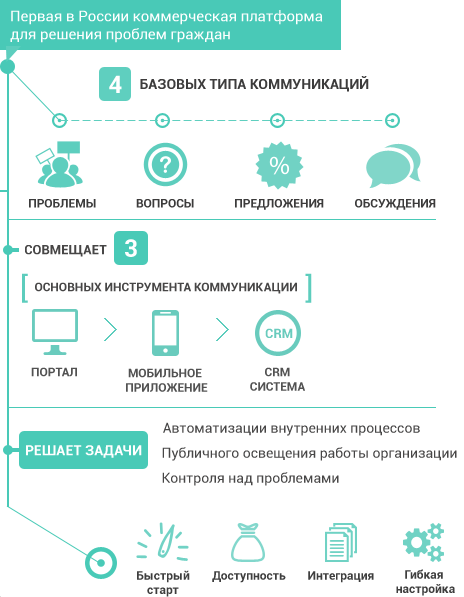 Первая в России коммерческая платформа
для решения проблем граждан
4 БАЗОВЫХ ТИПА КОММУНИКАЦИЙ
?
%
ПРОБЛЕМЫ ВОПРОСЫ ПРЕДЛОЖЕНИЯ ОБСУЖДЕНИЯ
СОВМЕЩАЕТ 3
[ ОСНОВНЫХ ИНСТРУМЕНТА КОММУНИКАЦИИ ]
CRM
ПОРТАЛ
МОБИЛЬНОЕ
ПРИЛОЖЕНИЕ
CRM
СИСТЕМА
РЕШАЕТ ЗАДАЧИ
Автоматизации внутренних процессов
Публичного освещения работы организации
Контроля над проблемами
Быстрый
старт
Доступность
Интеграция
Гибкая
настройка